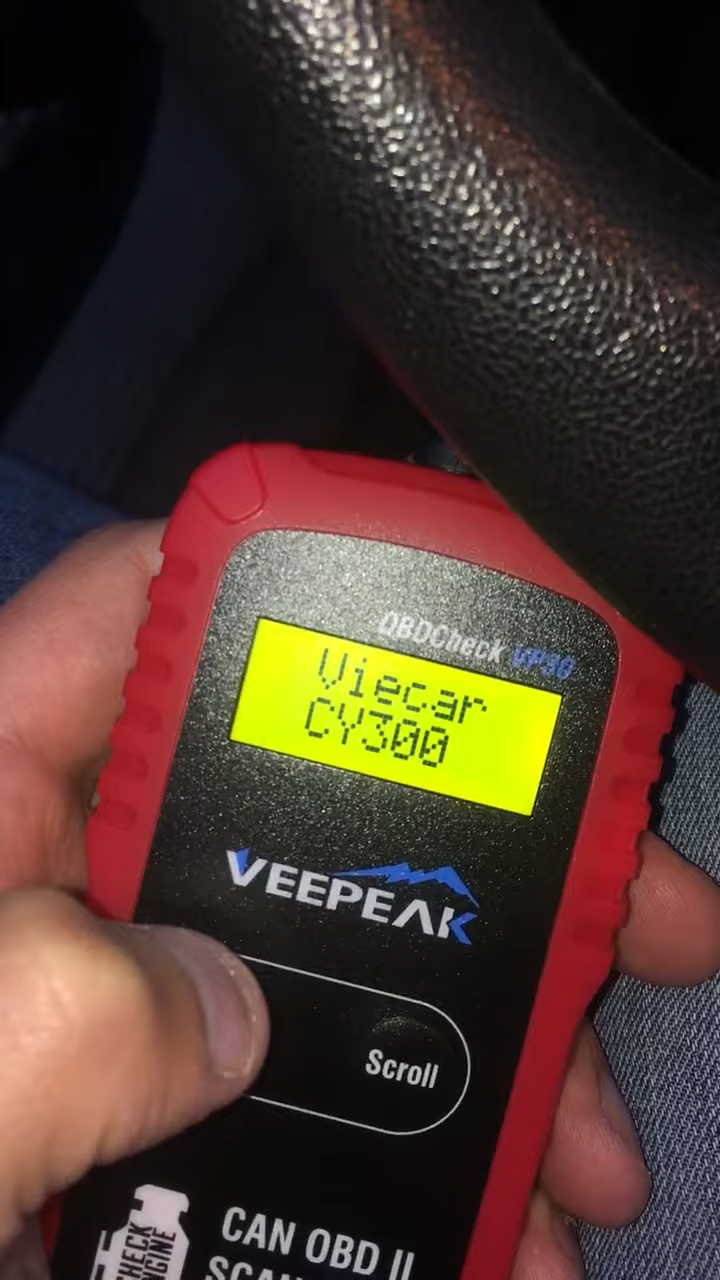 OBDCheck VP30
Viecar
CY300
VEEPEAK
Scroll
CHECK
ENGINE
CAN OBD II